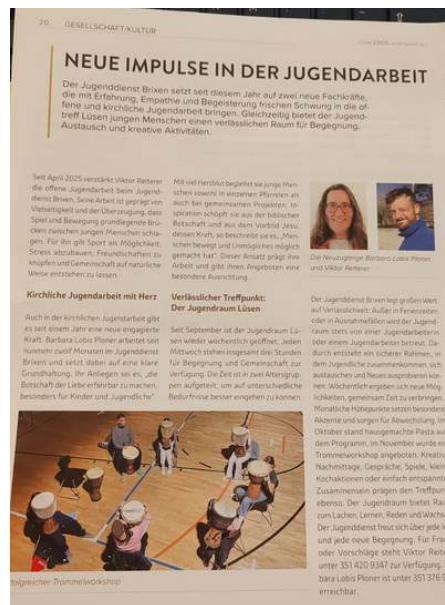 20 GESELLSCHAFT/KULTUR
NEUE IMPULSE IN DER JUGENDARBEIT
Der Jugenddienst Brixen setzt seit diesem Jahr auf zwei neue Fachkräfte,
die mit Erfahrung, Empathie und Begeisterung frischen Schwung in die of-
fene und kirchliche Jugendarbeit bringen. Gleichzeitig bietet der Jugend-
treff Lüsen jungen Menschen einen verlässlichen Raum für Begegnung,
Austausch und kreative Aktivitäten.
Seit April 2025 verstärkt Viktor Reiterer
die offene Jugendarbeit beim Jugend-
dienst Brixen. Seine Arbeit ist geprägt von
Vielseitigkeit und der Überzeugung, dass
Spiel und Bewegung grundlegende Brü-
cken zwischen jungen Menschen schla-
gen. Für ihn gilt Sport als Möglichkeit,
Stress abzubauen, Freundschaften zu
knüpfen und Gemeinschaft auf natürliche
Weise entstehen zu lassen.
Kirchliche Jugendarbeit mit Herz
Auch in der kirchlichen Jugendarbeit gibt
es seit einem Jahr eine neue engagierte
Kraft. Barbara Lobis Ploner arbeitet seit
nunmehr zwölf Monaten im Jugenddienst
Brixen und setzt dabei auf eine klare
Grundhaltung. Ihr Anliegen sei es, „die
Botschaft der Liebe erfahrbar zu machen,
besonders für Kinder und Jugendliche“.
Mit viel Herzblut begleitet sie junge Men-
schen sowohl in einzelnen Pfarreien als
auch bei gemeinsamen Projekten. In-
spiration schöpft sie aus der biblischen
Botschaft und aus dem Vorbild Jesu,
dessen Kraft, so beschreibt sie es, „Men-
schen bewegt und Unmögliches möglich
gemacht hat“. Dieser Ansatz prägt ihre
Arbeit und gibt ihren Angeboten eine
besondere Ausrichtung.
Verlässlicher Treffpunkt:
Der Jugendraum Lüsen
Seit September ist der Jugendraum Lü-
sen wieder wöchentlich geöffnet. Jeden
Mittwoch stehen insgesamt drei Stunden
für Begegnung und Gemeinschaft zur
Verfügung. Die Zeit ist in zwei Altersgrup-
pen aufgeteilt, um auf unterschiedliche
Bedürfnisse besser eingehen zu können.
Die Neuzugänge Barbara Lobis Ploner
und Viktor Reiterer
Der Jugenddienst Brixen legt großen Wert
auf Verlässlichkeit: Außer in Ferienzeiten
oder in Ausnahmefällen wird der Jugend-
raum stets von einer Jugendarbeiterin
oder einem Jugendarbeiter betreut. Da-
durch entsteht ein sicherer Rahmen, in
dem Jugendliche zusammenkommen, sich
austauschen und Neues ausprobieren kön-
nen. Wöchentlich ergeben sich neue Mög-
lichkeiten, gemeinsam Zeit zu verbringen.
Monatliche Höhepunkte setzen besondere
Akzente und sorgen für Abwechslung. Im
Oktober stand hausgemachte Pasta auf
dem Programm, im November wurde ein
Trommelworkshop angeboten. Kreativ
Nachmittage, Gespräche, Spiele, klein
Kochaktionen oder einfach entspannte
Zusammensein prägen den Treffpun
ebenso. Der Jugendraum bietet Rau
zum Lachen, Lernen, Reden und Wachs
Der Jugenddienst freut sich über jede
und jede neue Begegnung. Für Fra
oder Vorschläge steht Viktor Reite
unter 351 420 9347 zur Verfügung.
bara Lobis Ploner ist unter 351 376
erreichbar.
folgreicher Trommelworkshop